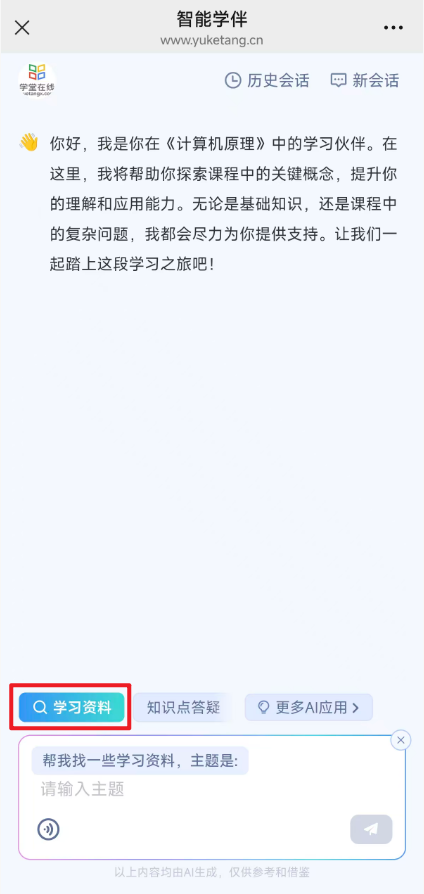 智能学伴
www.yuketang.cn
学堂在线
历史会话
新会话
你好，我是你在《计算机原理》中的学习伙伴。在
这里，我将帮助你探索课程中的关键概念，提升你
的理解和应用能力。无论是基础知识，还是课程中
的复杂问题，我都会尽力为你提供支持。让我们一
起踏上这段学习之旅吧！
学习资料
知识点答疑
更多AI应用
帮我找一些学习资料，主题是:
请输入主题
以上内容均由AI生成，仅供参考和借鉴